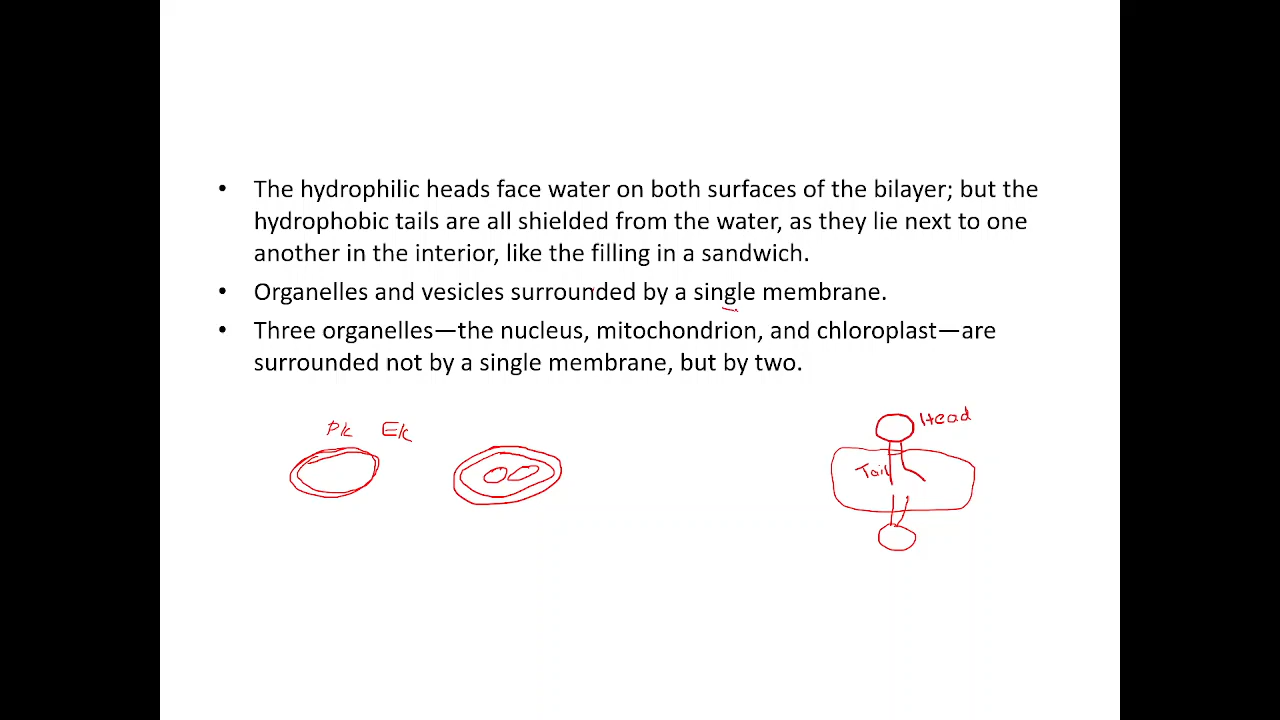 • The hydrophilic heads face water on both surfaces of the bilayer; but the
hydrophobic tails are all shielded from the water, as they lie next to one
another in the interior, like the filling in a sandwich.
• Organelles and vesicles surrounded by a single membrane.
• Three organelles—the nucleus, mitochondrion, and chloroplast—are
surrounded not by a single membrane, but by two.
PK EK
Head
Tail